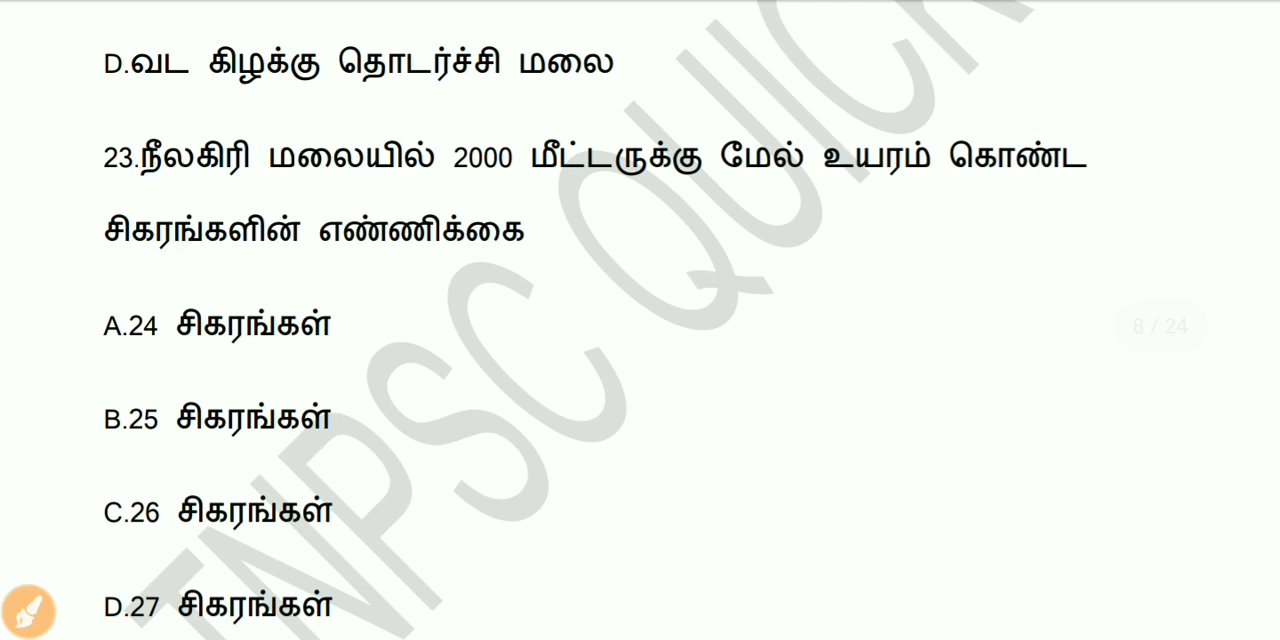 D.வட கிழக்கு தொடர்ச்சி மலை
23.நீலகிரி மலையில் 2000 மீட்டருக்கு மேல் உயரம் கொண்ட
சிகரங்களின் எண்ணிக்கை
A.24 சிகரங்கள்
8 / 24
B.25 சிகரங்கள்
C.26 சிகரங்கள்
D.27 சிகரங்கள்
TNPSC QUICK